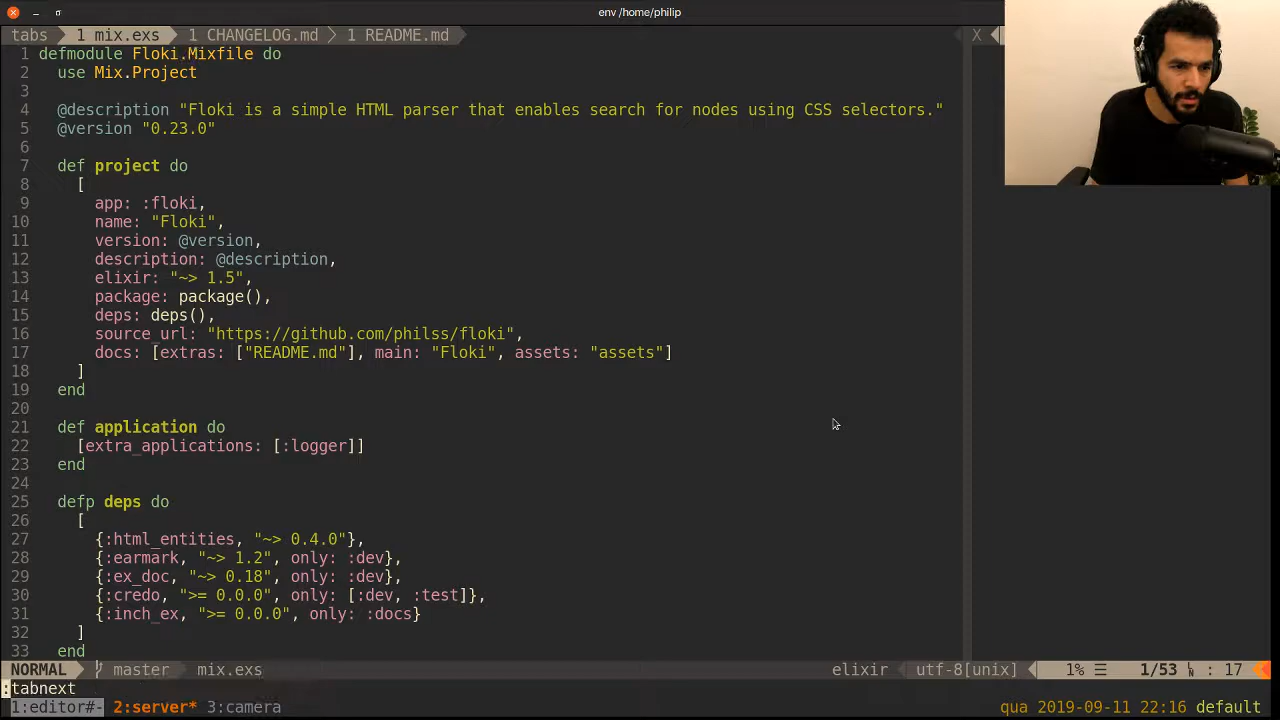 env /home/philip
tabs 1 mix.exs 1 CHANGELOG.md 1 README.md X
1 defmodule Floki.Mixfile do
2 use Mix.Project
3
4 @description "Floki is a simple HTML parser that enables search for nodes using CSS selectors."
5 @version "0.23.0"
6
7 def project do
8 [
9 app: :floki,
10 name: "Floki",
11 version: @version,
12 description: @description,
13 elixir: "~> 1.5",
14 package: package(),
15 deps: deps(),
16 source_url: "https://github.com/philss/floki",
17 docs: [extras: ["README.md"], main: "Floki", assets: "assets"]
18 ]
19 end
20
21 def application do
22 [extra_applications: [:logger]]
23 end
24
25 defp deps do
26 [
27 {:html_entities, "~> 0.4.0"},
28 {:earmark, "~> 1.2", only: :dev},
29 {:ex_doc, "~> 0.18", only: :dev},
30 {:credo, ">= 0.0.0", only: [:dev, :test]},
31 {:inch_ex, ">= 0.0.0", only: :docs}
32 ]
33 end
NORMAL master mix.exs elixir utf-8[unix] 1% ☰ 1/53 : 17
:tabnext
1:editor#- 2:server* 3:camera qua 2019-09-11 22:16 default